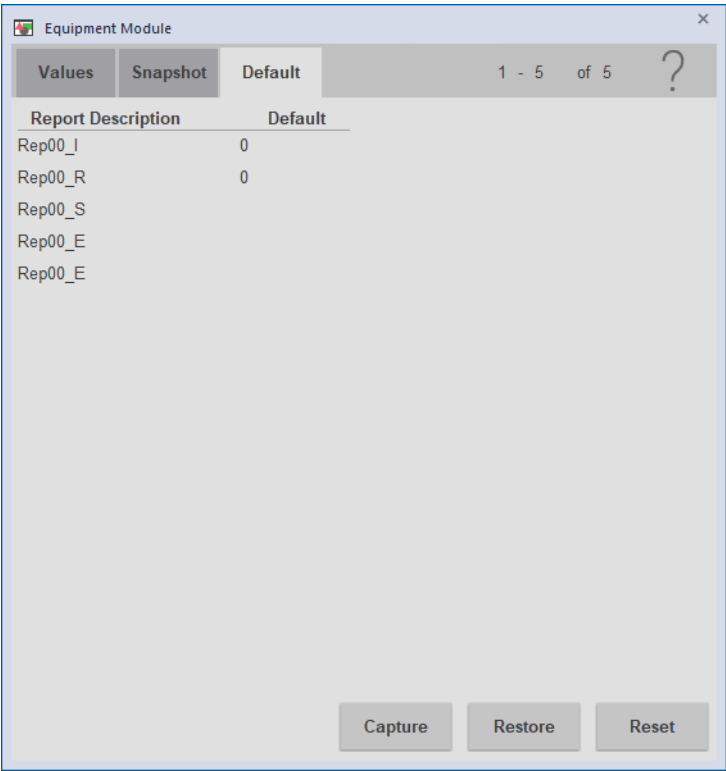 Equipment Module
Values Snapshot Default 1 - 5 of 5 ?
Report Description Default
Rep00_I 0
Rep00_R 0
Rep00_S
Rep00_E
Rep00_E
Capture Restore Reset